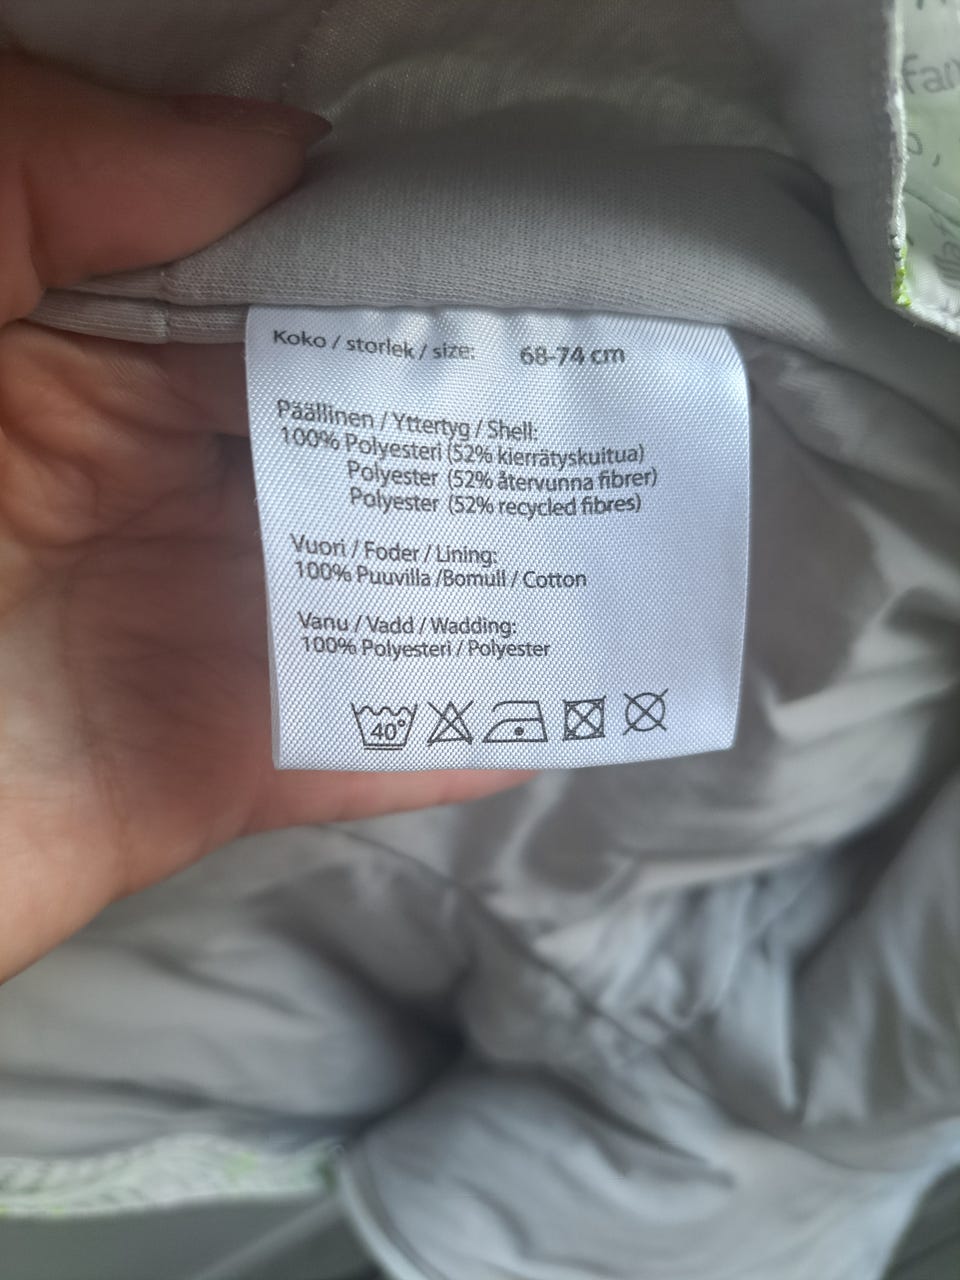 Koko / storlek / size: 68-74 cm
Päällinen / Yttertyg / Shell:
100% Polyesteri (52% kierrätyskuitua)
Polyester (52% återvunna fibrer)
Polyester (52% recycled fibres)
Vuori / Foder / Lining:
100% Puuvilla /Bomull / Cotton
Vanu / Vadd / Wadding:
100% Polyesteri / Polyester
40°